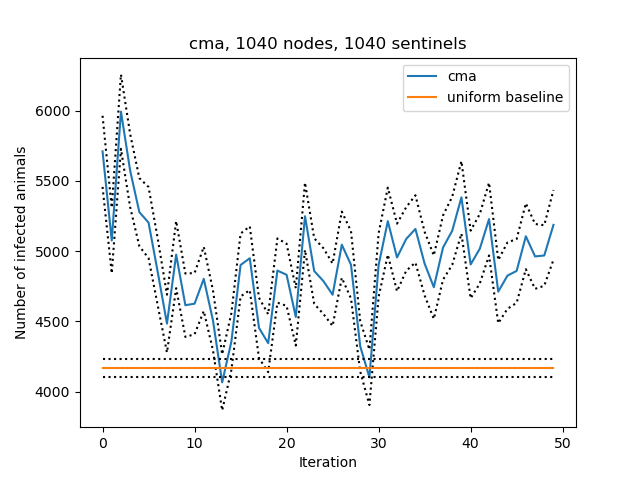 cma, 1040 nodes, 1040 sentinels
cma
uniform baseline
Number of infected animals
6000
5500
5000
4500
4000
0
10
20
30
40
50
Iteration